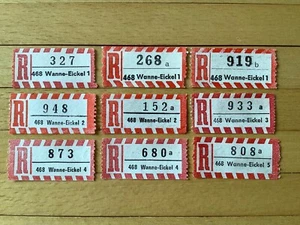 R 327
468 Wanne-Eickel 1
R 268 a
468 Wanne-Eickel 1
R 919 b
468 Wanne-Eickel 1
R 948
468 Wanne-Eickel 2
R 152 a
468 Wanne-Eickel 2
R 933 a
468 Wanne-Eickel 3
R 873
468 Wanne-Eickel 4
R 680 a
468 Wanne-Eickel 4
R 808 a
468 Wanne-Eickel 5